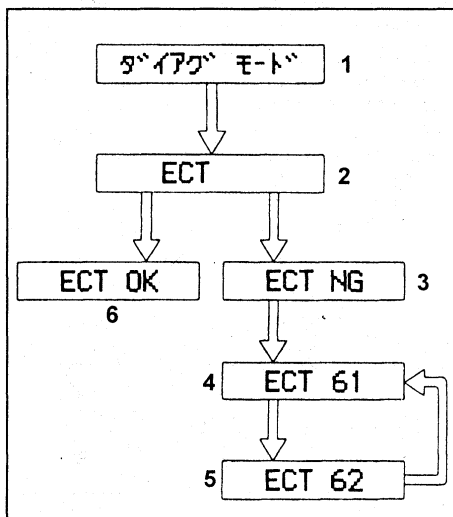 ﾀﾞｲｱｸﾞ ﾓｰﾄﾞ 1
ECT 2
ECT OK
6
ECT NG 3
4 ECT 61
5 ECT 62